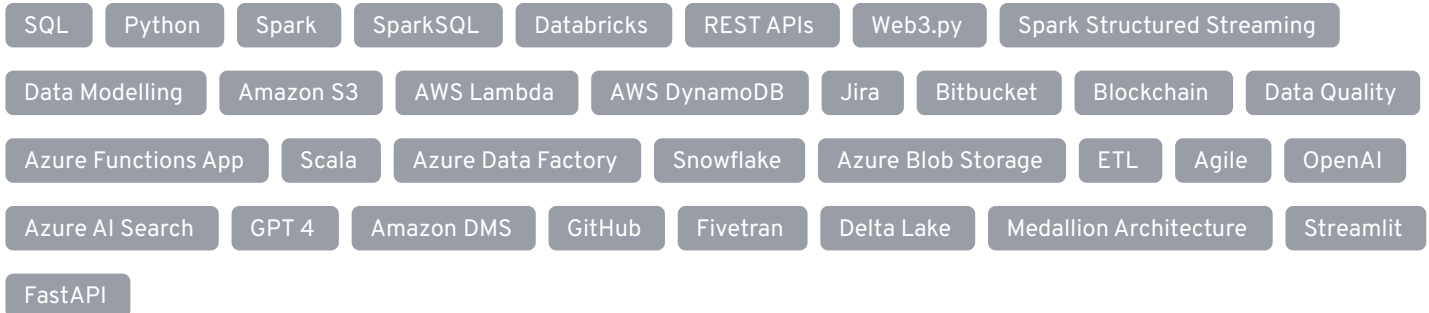 SQL Python Spark SparkSQL Databricks REST APIs Web3.py Spark Structured Streaming
Data Modelling Amazon S3 AWS Lambda AWS DynamoDB Jira Bitbucket Blockchain Data Quality
Azure Functions App Scala Azure Data Factory Snowflake Azure Blob Storage ETL Agile OpenAI
Azure AI Search GPT 4 Amazon DMS GitHub Fivetran Delta Lake Medallion Architecture Streamlit
FastAPI